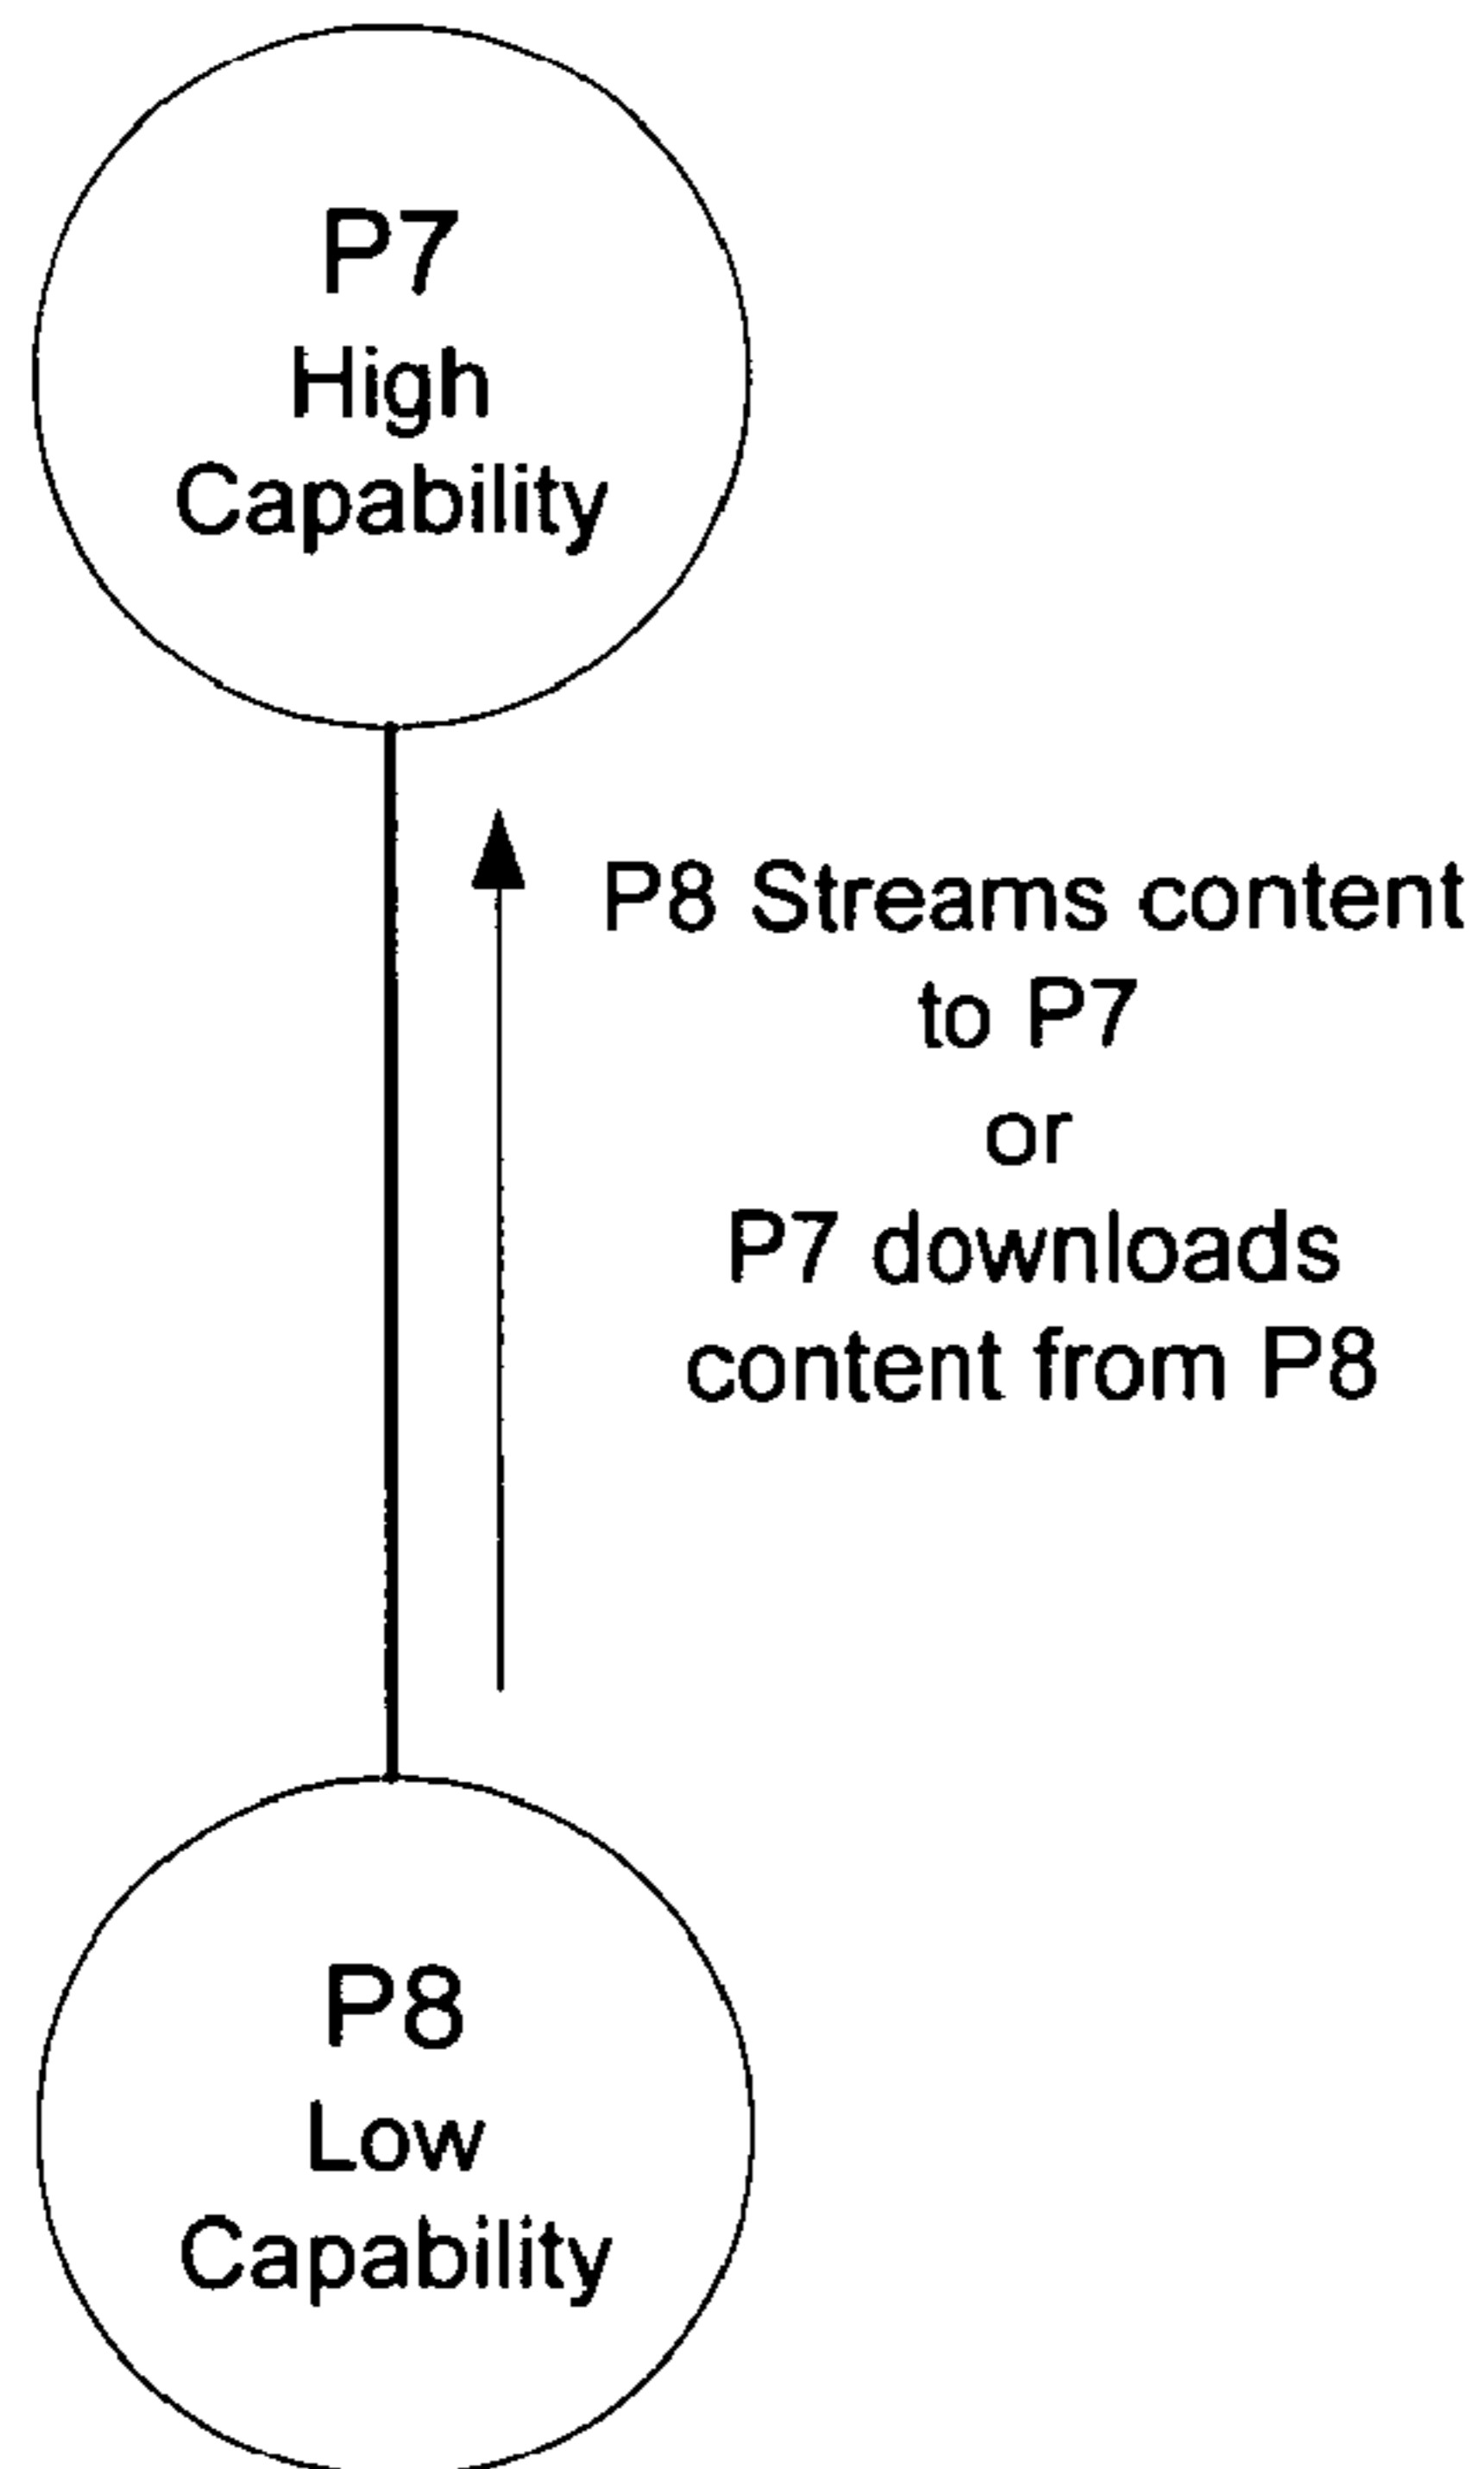 P7
High
Capability
P8 Streams content
to P7
or
P7 downloads
content from P8
P8
Low
Capability